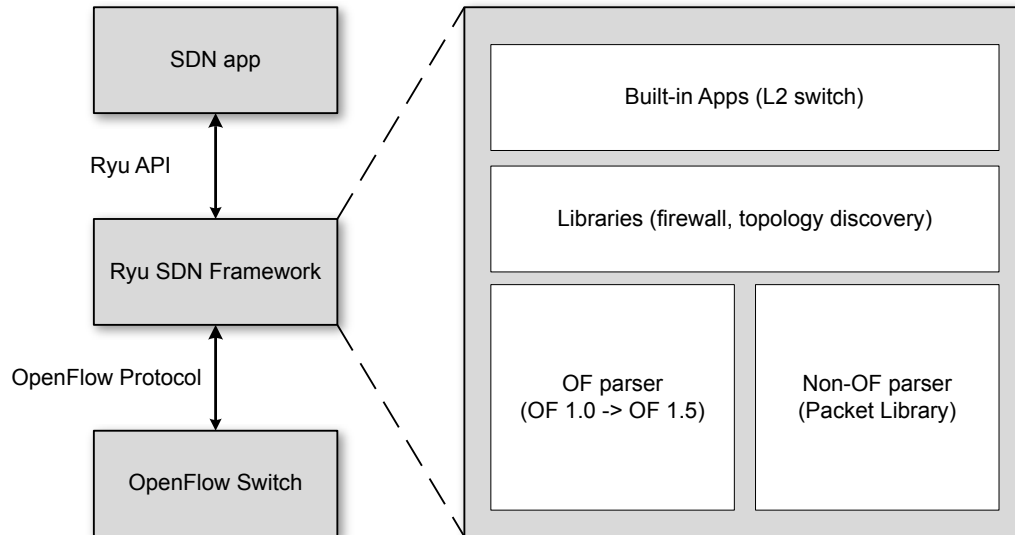 SDN app
Ryu API
Ryu SDN Framework
OpenFlow Protocol
OpenFlow Switch
Built-in Apps (L2 switch)
Libraries (firewall, topology discovery)
OF parser
(OF 1.0 -> OF 1.5)
Non-OF parser
(Packet Library)